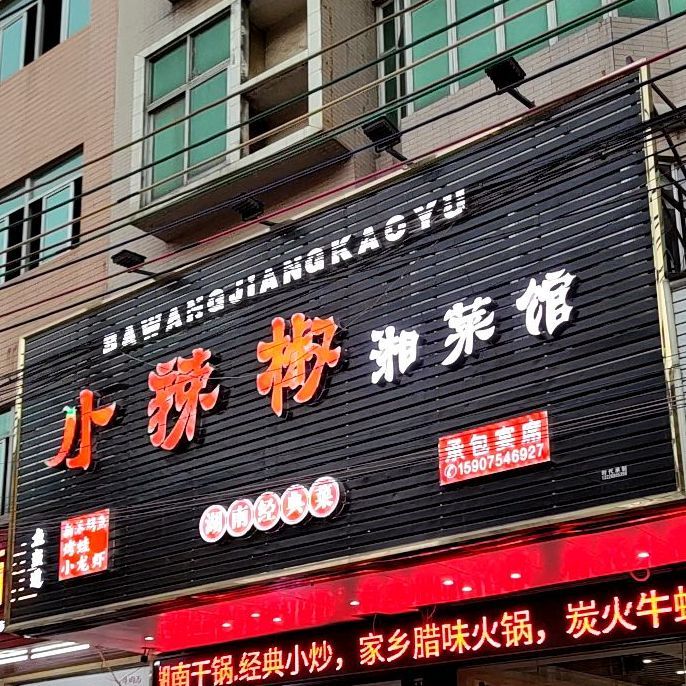 BAWANGJIANGKAOYU
小辣椒湘菜馆
承包宴席
15907546927
湖南经典菜
烤蛙
小龙虾
湖南干锅.经典小炒，家乡腊味火锅，炭火牛